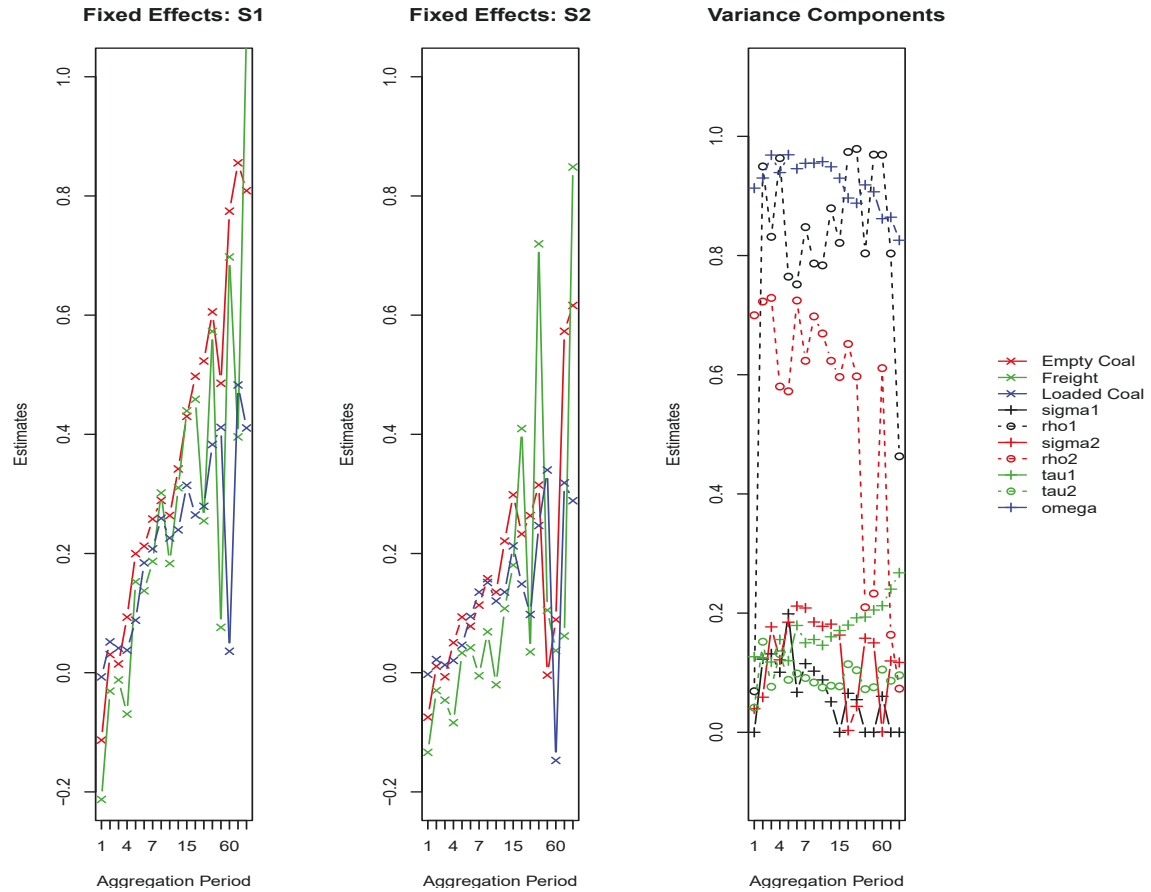 Fixed Effects: S1
Fixed Effects: S2
Variance Components
Estimates
1.0
0.8
0.6
0.4
0.2
0.0
−0.2
1 4 7 15 60
Aggregation Period
Estimates
1.0
0.8
0.6
0.4
0.2
0.0
−0.2
1 4 7 15 60
Aggregation Period
Estimates
1.0
0.8
0.6
0.4
0.2
0.0
1 4 7 15 60
Aggregation Period
Empty Coal
Freight
Loaded Coal
sigma1
rho1
sigma2
rho2
tau1
tau2
omega